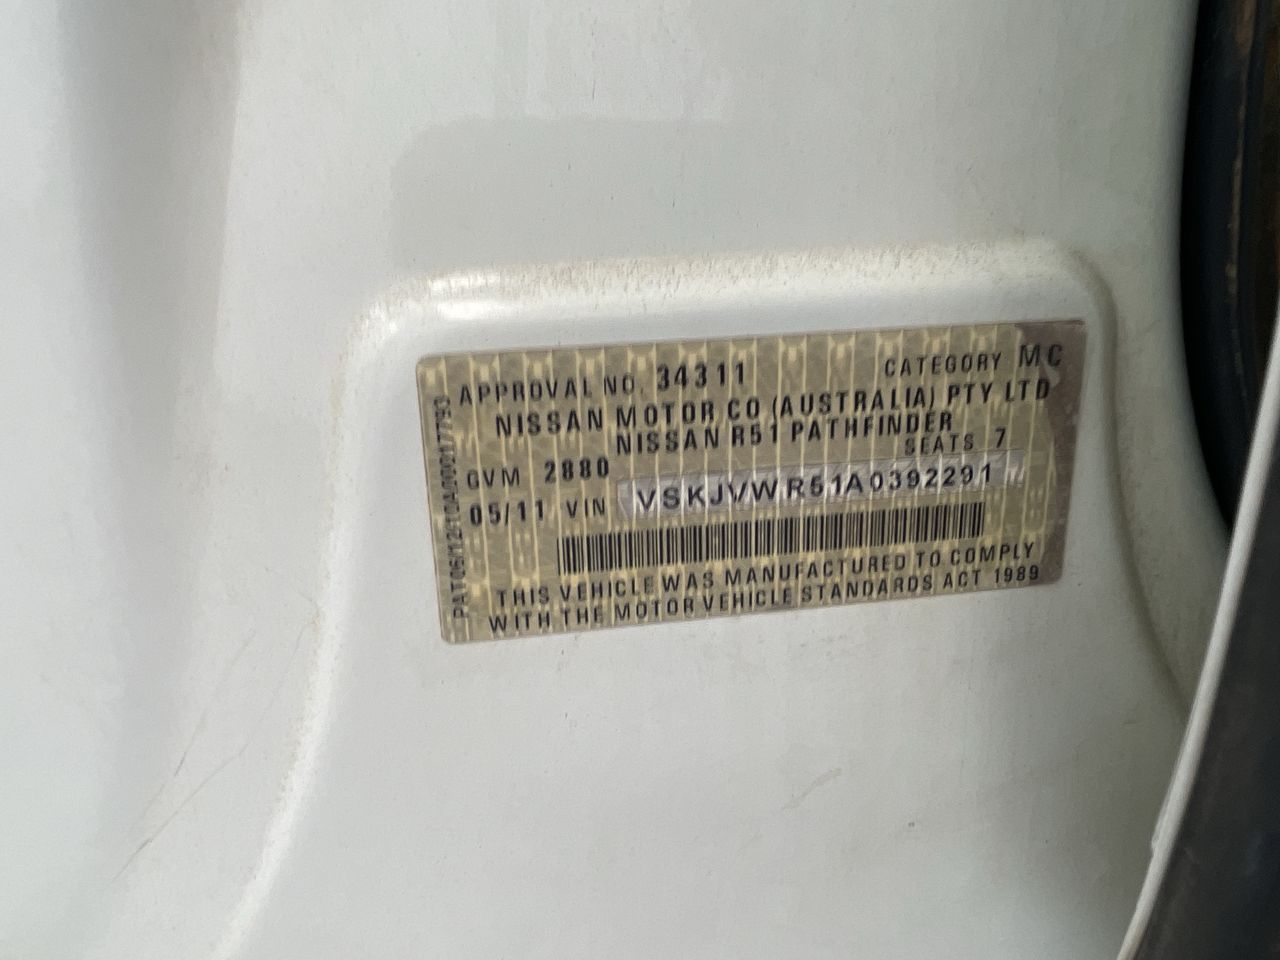 APPROVAL NO. 34311 CATEGORY MC
NISSAN MOTOR CO (AUSTRALIA) PTY LTD
NISSAN R51 PATHFINDER
GVM 2880 SEATS 7
05/11 VIN VSKJVWR51A0392291
THIS VEHICLE WAS MANUFACTURED TO COMPLY
WITH THE MOTOR VEHICLE STANDARDS ACT 1989